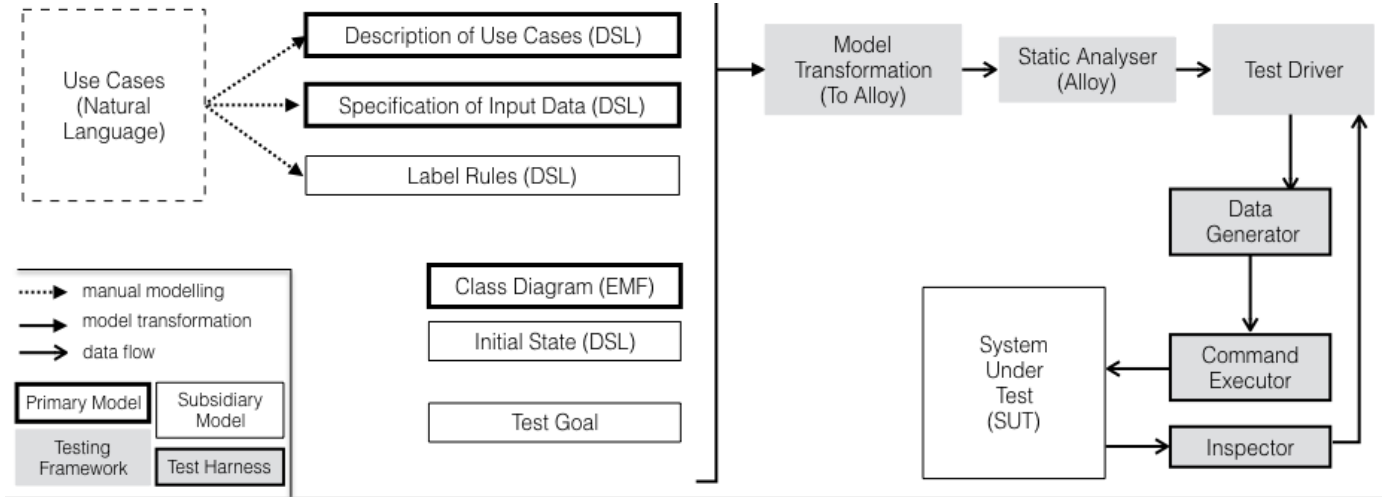 Use Cases
(Natural
Language)
Description of Use Cases (DSL)
Specification of Input Data (DSL)
Label Rules (DSL)
Class Diagram (EMF)
Initial State (DSL)
Test Goal
manual modelling
model transformation
data flow
Primary Model
Subsidiary
Model
Testing
Framework
Test Harness
Model
Transformation
(To Alloy)
Static Analyser
(Alloy)
Test Driver
Data
Generator
Command
Executor
Inspector
System
Under
Test
(SUT)